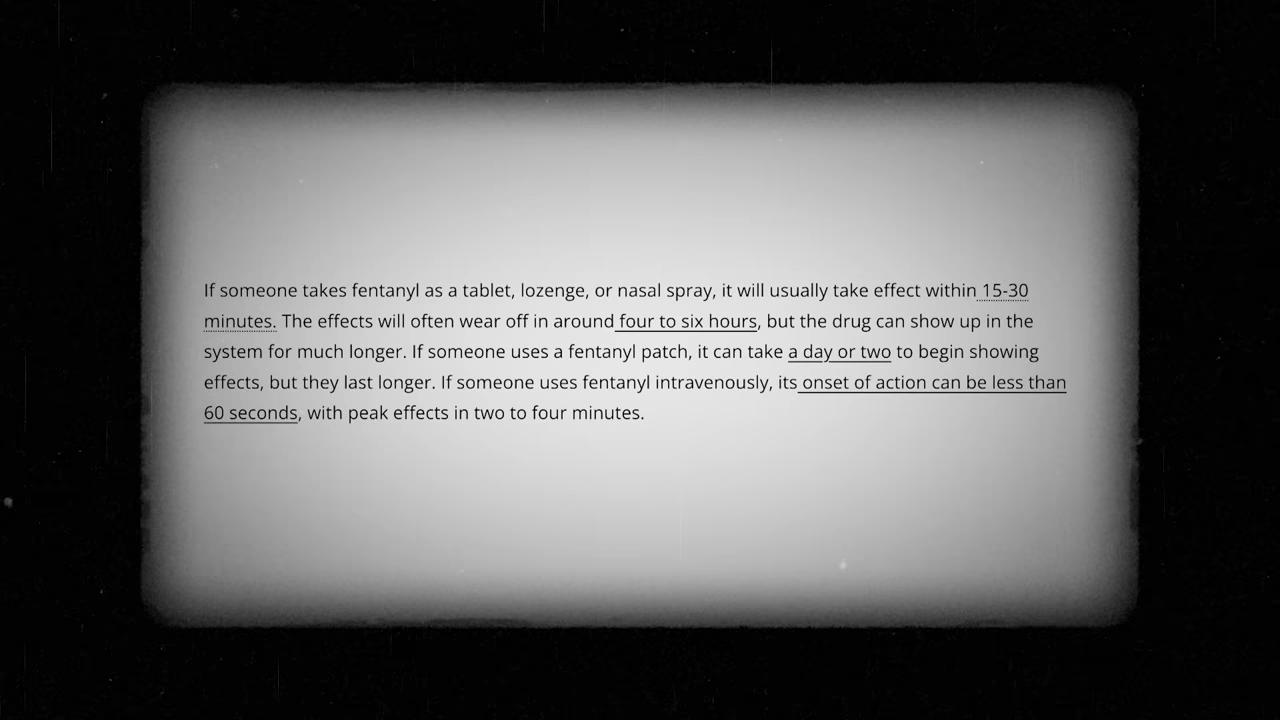 If someone takes fentanyl as a tablet, lozenge, or nasal spray, it will usually take effect within 15-30
minutes. The effects will often wear off in around four to six hours, but the drug can show up in the
system for much longer. If someone uses a fentanyl patch, it can take a day or two to begin showing
effects, but they last longer. If someone uses fentanyl intravenously, its onset of action can be less than
60 seconds, with peak effects in two to four minutes.